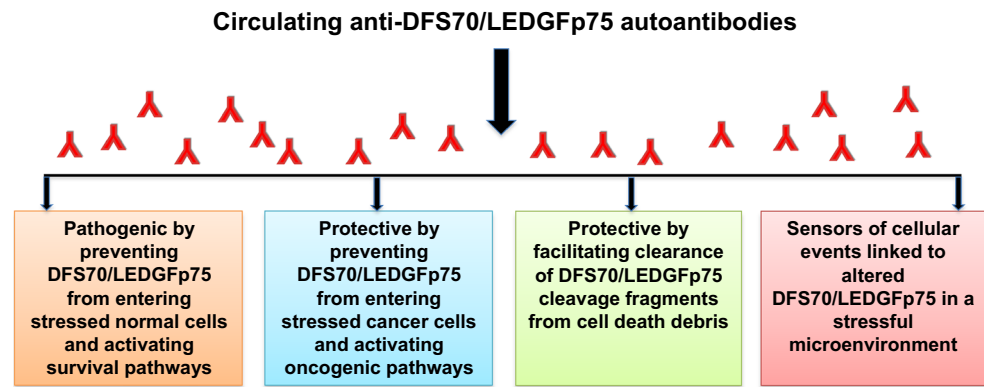 Circulating anti-DFS70/LEDGFp75 autoantibodies
Pathogenic by
preventing
DFS70/LEDGFp75
from entering
stressed normal cells
and activating
survival pathways
Protective by
preventing
DFS70/LEDGFp75
from entering
stressed cancer cells
and activating
oncogenic pathways
Protective by
facilitating clearance
of DFS70/LEDGFp75
cleavage fragments
from cell death debris
Sensors of cellular
events linked to
altered
DFS70/LEDGFp75 in a
stressful
microenvironment